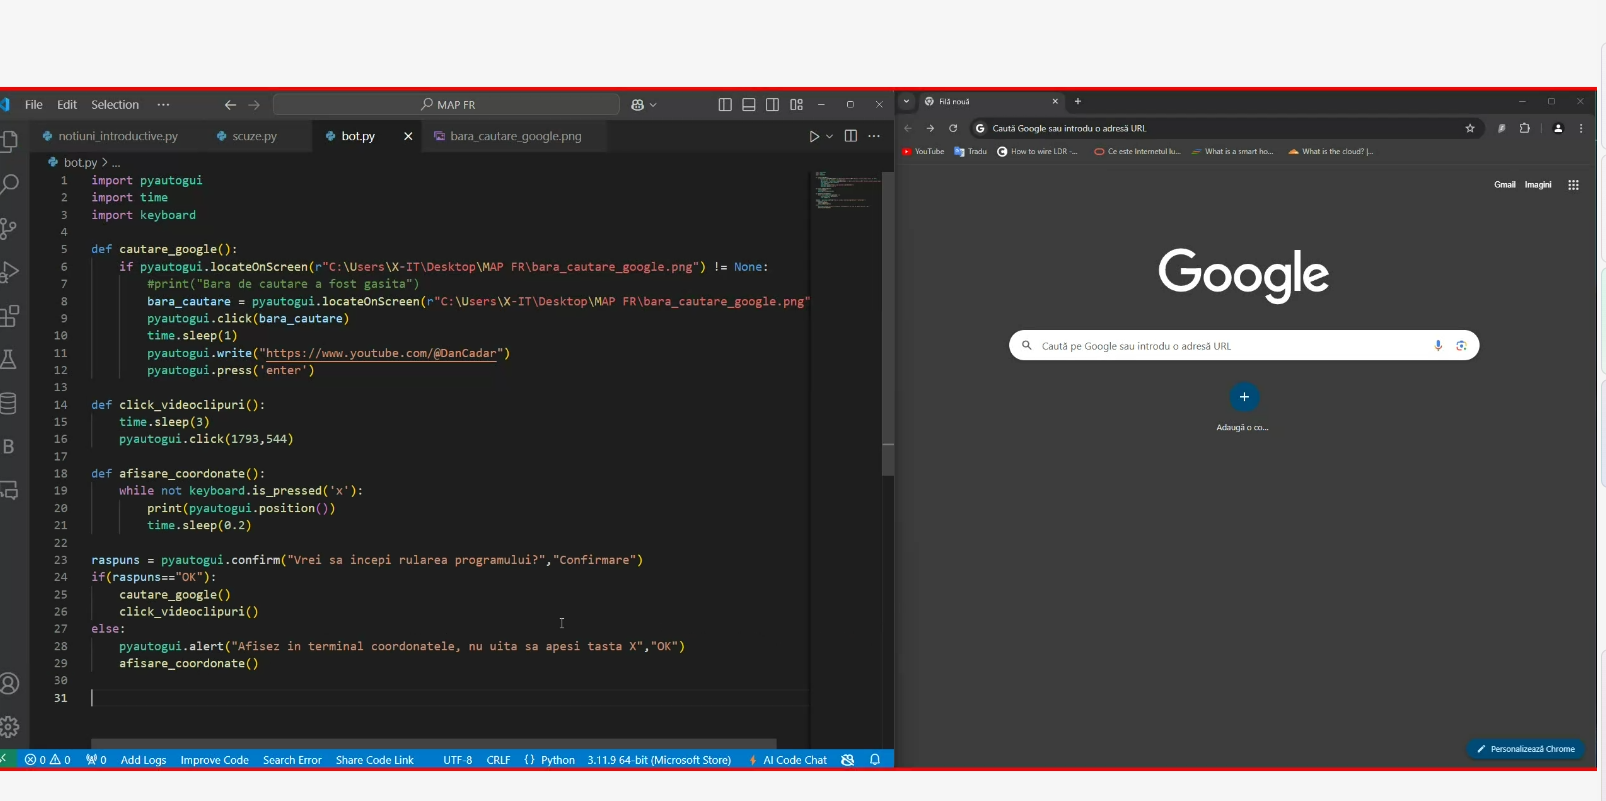 File Edit Selection ··· MAP FR
notiuni_introductive.py scuze.py bot.py bara_cautare_google.png
bot.py > ...
1 import pyautogui
2 import time
3 import keyboard
4
5 def cautare_google():
6 if pyautogui.locateOnScreen(r"C:\Users\X-IT\Desktop\MAP FR\bara_cautare_google.png") != None:
7 #print("Bara de cautare a fost gasita")
8 bara_cautare = pyautogui.locateOnScreen(r"C:\Users\X-IT\Desktop\MAP FR\bara_cautare_google.png"
9 pyautogui.click(bara_cautare)
10 time.sleep(1)
11 pyautogui.write("https://www.youtube.com/@DanCadar")
12 pyautogui.press('enter')
13
14 def click_videoclipuri():
15 time.sleep(3)
16 pyautogui.click(1793,544)
17
18 def afisare_coordonate():
19 while not keyboard.is_pressed('x'):
20 print(pyautogui.position())
21 time.sleep(0.2)
22
23 raspuns = pyautogui.confirm("Vrei sa incepi rularea programului?","Confirmare")
24 if(raspuns=="OK"):
25 cautare_google()
26 click_videoclipuri()
27 else:
28 pyautogui.alert("Afisez in terminal coordonatele, nu uita sa apesi tasta X","OK")
29 afisare_coordonate()
30
31
0 0 0 Add Logs Improve Code Search Error Share Code Link UTF-8 CRLF {} Python 3.11.9 64-bit (Microsoft Store) AI Code Chat
Filă nouă
Caută Google sau introdu o adresă URL
YouTube Tradu How to wire LDR -... Ce este Internetul lu... What is a smart ho... What is the cloud? |...
Gmail Imagini
Google
Caută pe Google sau introdu o adresă URL
Adaugă o co...
Personalizează Chrome